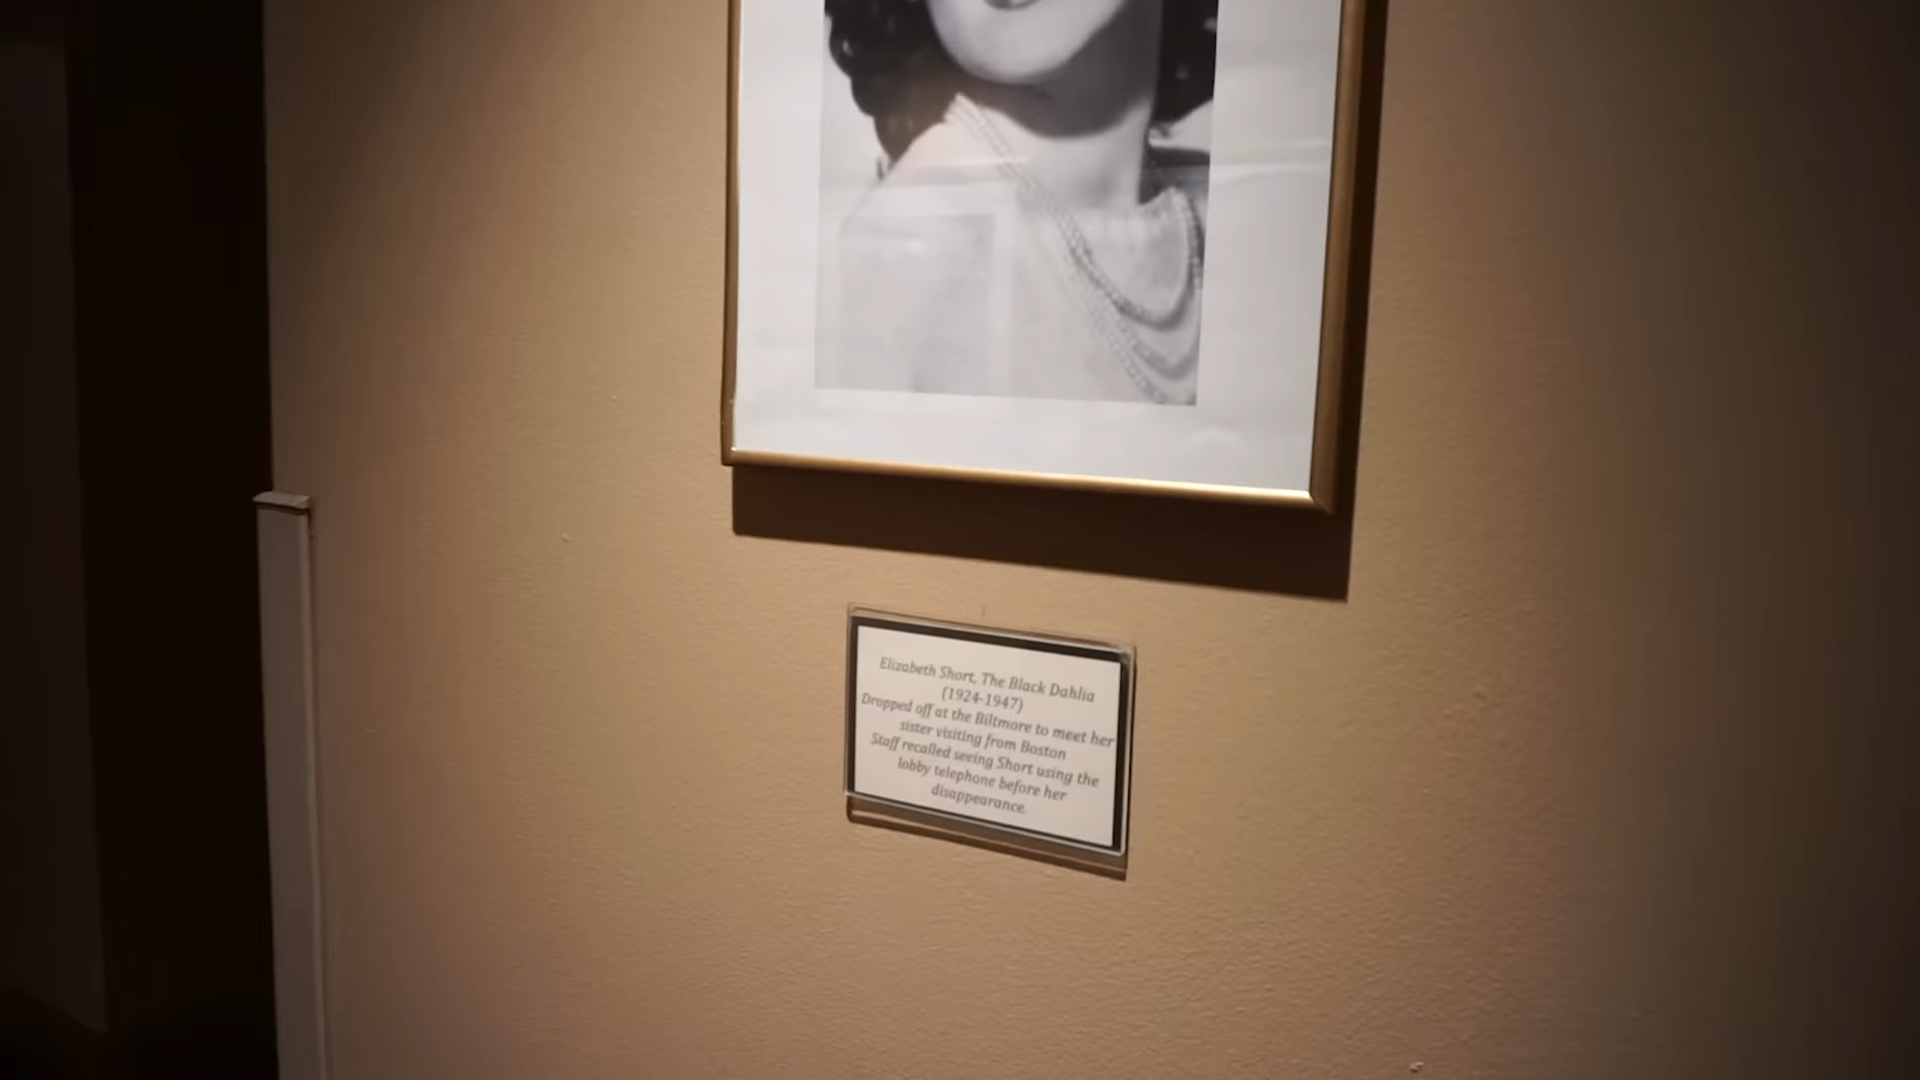 Elizabeth Short, The Black Dahlia
(1924-1947)
Dropped off at the Biltmore to meet her
sister visiting from Boston
Staff recalled seeing Short using the
lobby telephone before her
disappearance.